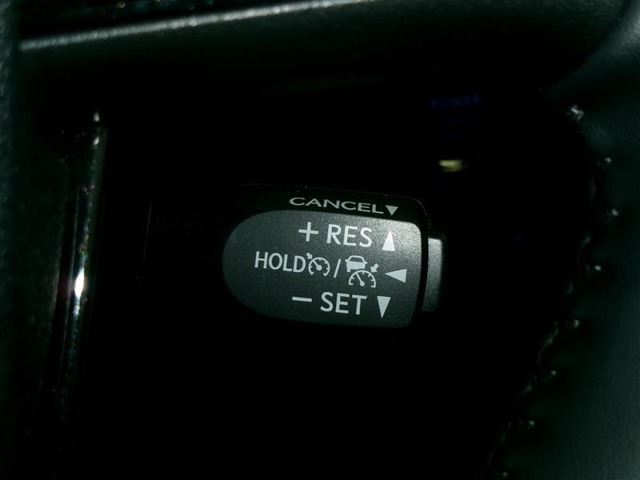 CANCEL▼
+ RES ▲
HOLD / ◀
− SET ▼